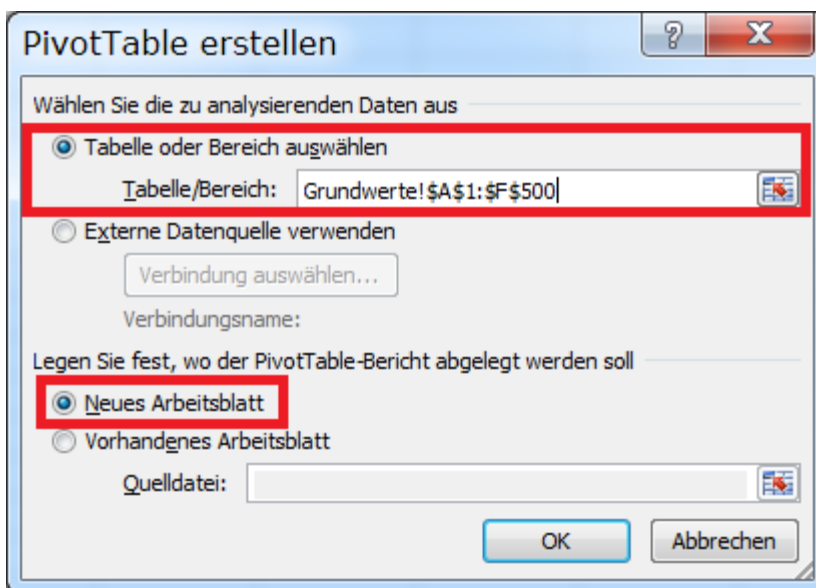 PivotTable erstellen
Wählen Sie die zu analysierenden Daten aus
Tabelle oder Bereich auswählen
Tabelle/Bereich: Grundwerte!$A$1:$F$500
Externe Datenquelle verwenden
Verbindung auswählen...
Verbindungsname:
Legen Sie fest, wo der PivotTable-Bericht abgelegt werden soll
Neues Arbeitsblatt
Vorhandenes Arbeitsblatt
Quelldatei:
OK Abbrechen